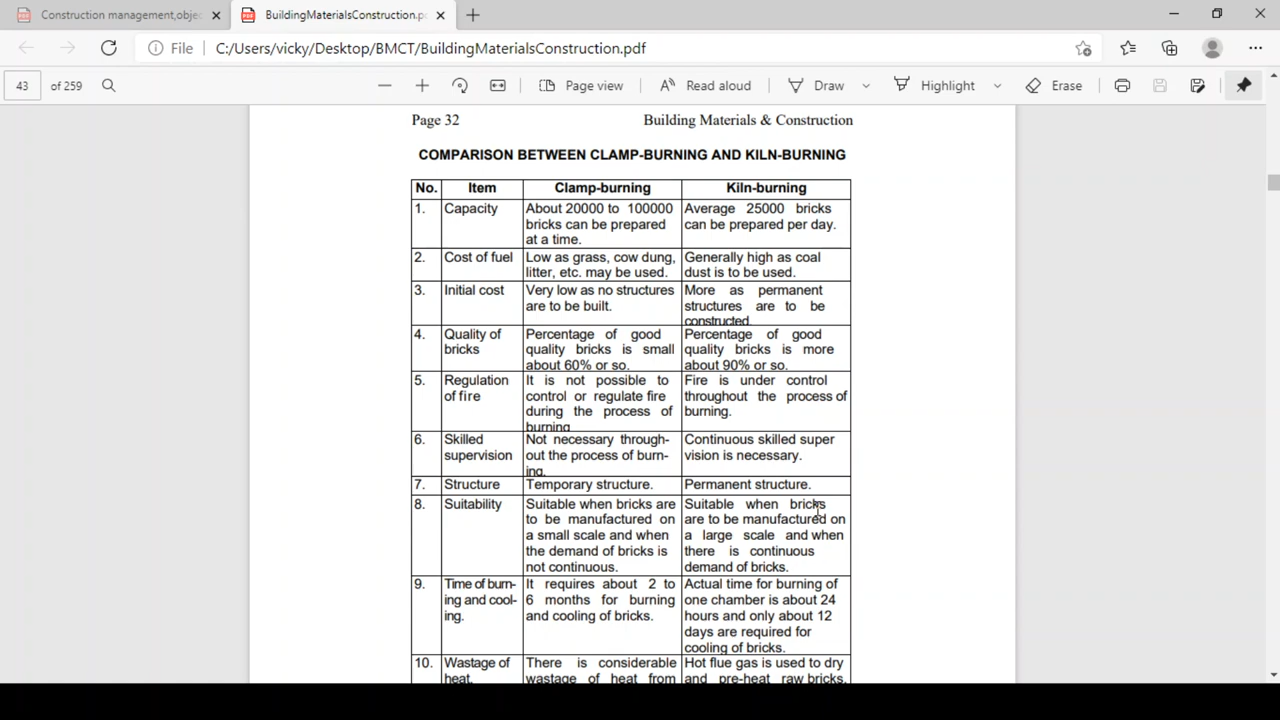 Construction management,objec
BuildingMaterialsConstruction.pc
File C:/Users/vicky/Desktop/BMCT/BuildingMaterialsConstruction.pdf
43 of 259 Page view Read aloud Draw Highlight Erase
Page 32 Building Materials & Construction
COMPARISON BETWEEN CLAMP-BURNING AND KILN-BURNING
No. Item Clamp-burning Kiln-burning
1. Capacity About 20000 to 100000 Average 25000 bricks
bricks can be prepared can be prepared per day.
at a time.
2. Cost of fuel Low as grass, cow dung, Generally high as coal
litter, etc. may be used. dust is to be used.
3. Initial cost Very low as no structures More as permanent
are to be built. structures are to be
constructed.
4. Quality of Percentage of good Percentage of good
bricks quality bricks is small quality bricks is more
about 60% or so. about 90% or so.
5. Regulation It is not possible to Fire is under control
of fire control or regulate fire throughout the process of
during the process of burning.
burning
6. Skilled Not necessary through- Continuous skilled super
supervision out the process of burn- vision is necessary.
ing.
7. Structure Temporary structure. Permanent structure.
8. Suitability Suitable when bricks are Suitable when bricks
to be manufactured on are to be manufactured on
a small scale and when a large scale and when
the demand of bricks is there is continuous
not continuous. demand of bricks.
9. Time of burn- It requires about 2 to Actual time for burning of
ing and cool- 6 months for burning one chamber is about 24
ing. and cooling of bricks. hours and only about 12
days are required for
cooling of bricks.
10. Wastage of There is considerable Hot flue gas is used to dry
heat. wastage of heat from and pre-heat raw bricks.